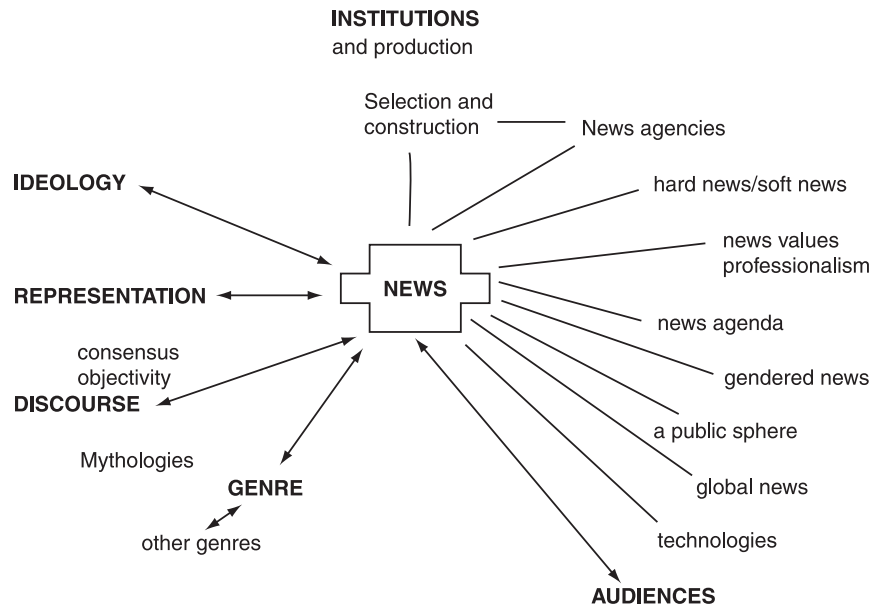 INSTITUTIONS
and production
Selection and
construction
News agencies
IDEOLOGY
hard news/soft news
news values
professionalism
REPRESENTATION
NEWS
news agenda
consensus
objectivity
DISCOURSE
gendered news
a public sphere
Mythologies
GENRE
global news
other genres
technologies
AUDIENCES